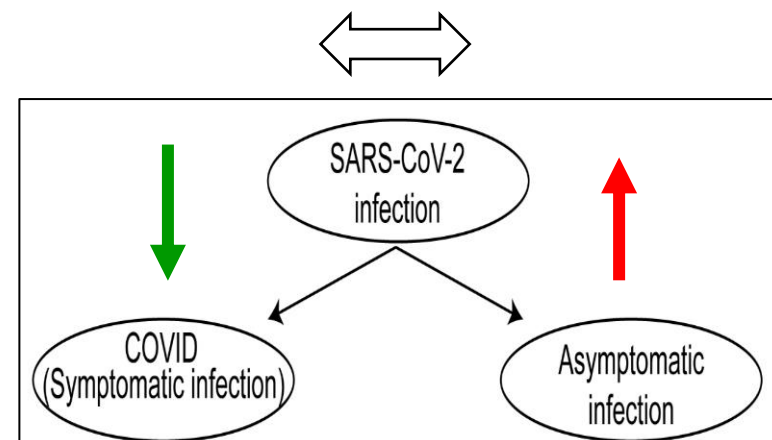 SARS-CoV-2
infection
COVID
(Symptomatic infection)
Asymptomatic
infection